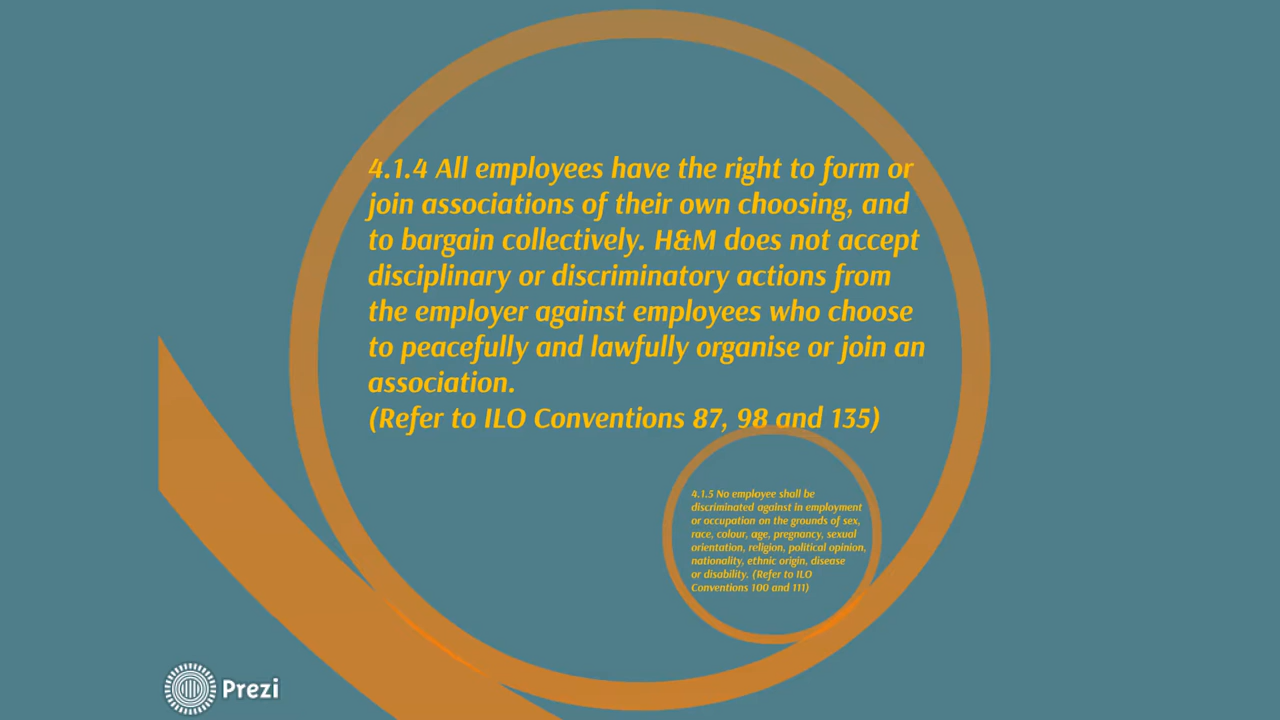 4.1.4 All employees have the right to form or
join associations of their own choosing, and
to bargain collectively. H&M does not accept
disciplinary or discriminatory actions from
the employer against employees who choose
to peacefully and lawfully organise or join an
association.
(Refer to ILO Conventions 87, 98 and 135)
4.1.5 No employee shall be
discriminated against in employment
or occupation on the grounds of sex,
race, colour, age, pregnancy, sexual
orientation, religion, political opinion,
nationality, ethnic origin, disease
or disability. (Refer to ILO
Conventions 100 and 111)
Prezi